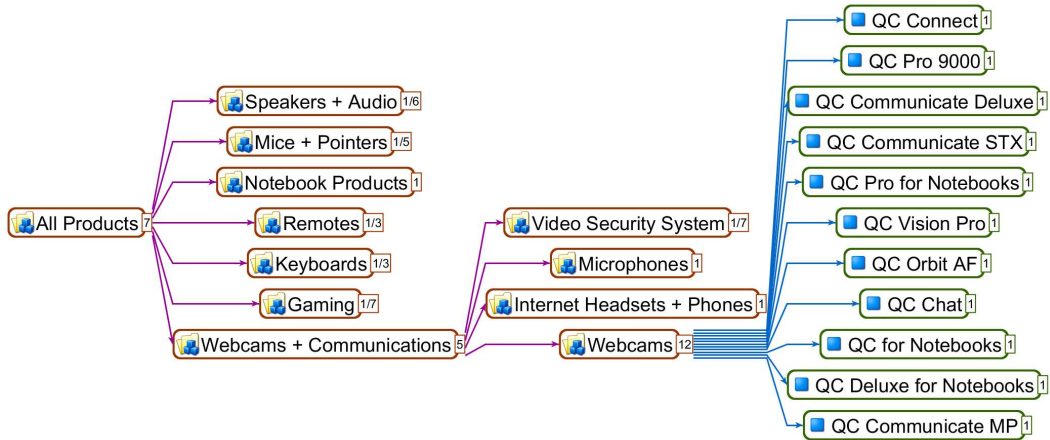 QC Connect 1
QC Pro 9000 1
Speakers + Audio 1/6
QC Communicate Deluxe 1
Mice + Pointers 1/5
QC Communicate STX 1
Notebook Products 1
QC Pro for Notebooks 1
All Products 7
Remotes 1/3
Video Security System 1/7
QC Vision Pro 1
Keyboards 1/3
Microphones 1
QC Orbit AF 1
Gaming 1/7
Internet Headsets + Phones 1
QC Chat 1
Webcams + Communications 5
Webcams 12
QC for Notebooks 1
QC Deluxe for Notebooks 1
QC Communicate MP 1